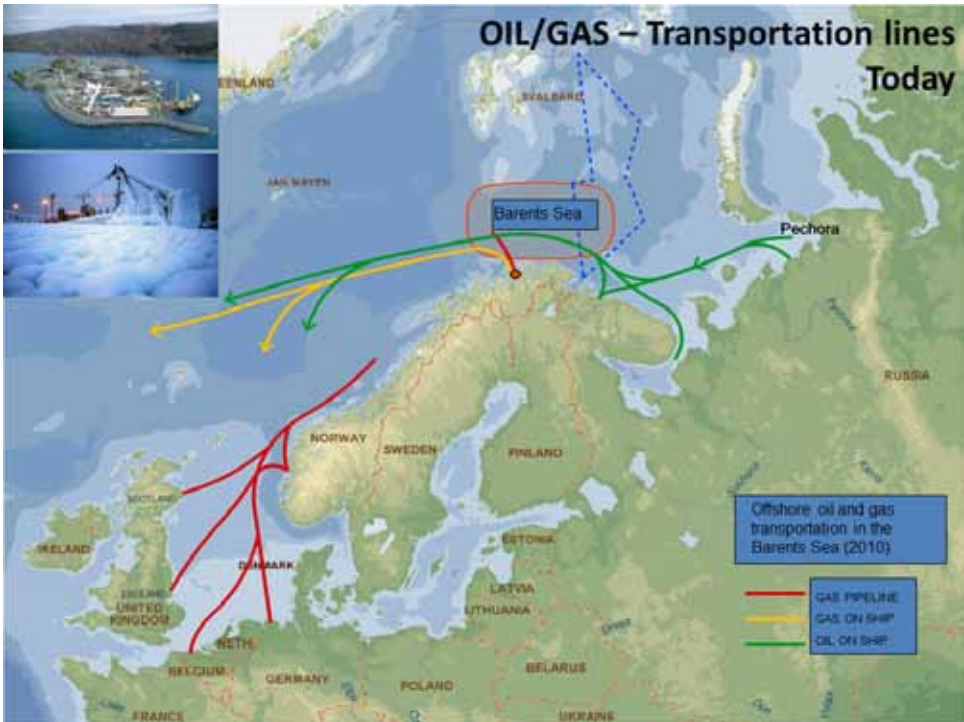 OIL/GAS – Transportation lines
Today
SVALBARD
JAN MAYEN
Barents Sea
Pechora
RUSSIA
NORWAY
SWEDEN
FINLAND
SCOTLAND
IRELAND
ESTONIA
DENMARK
LATVIA
ENGLAND
UNITED
KINGDOM
LITHUANIA
NETH.
BELGIUM
GERMANY
POLAND
BELARUS
FRANCE
UKRAINE
Offshore oil and gas
transportation in the
Barents Sea (2010)
GAS PIPELINE
GAS ON SHIP
OIL ON SHIP